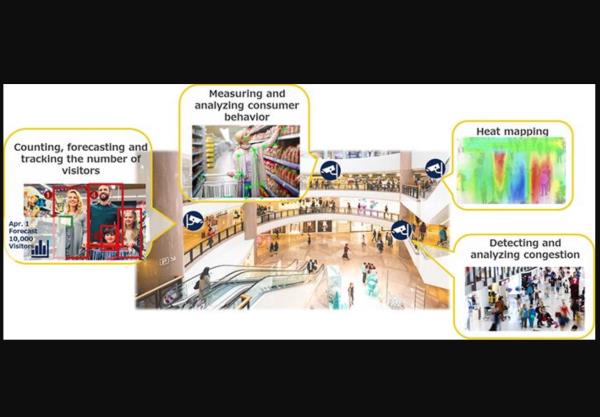 Measuring and
analyzing consumer
behavior
Counting, forecasting and
tracking the number of
visitors
Heat mapping
Apr. 1
Forecast
10,000
Visitors
Detecting and
analyzing congestion